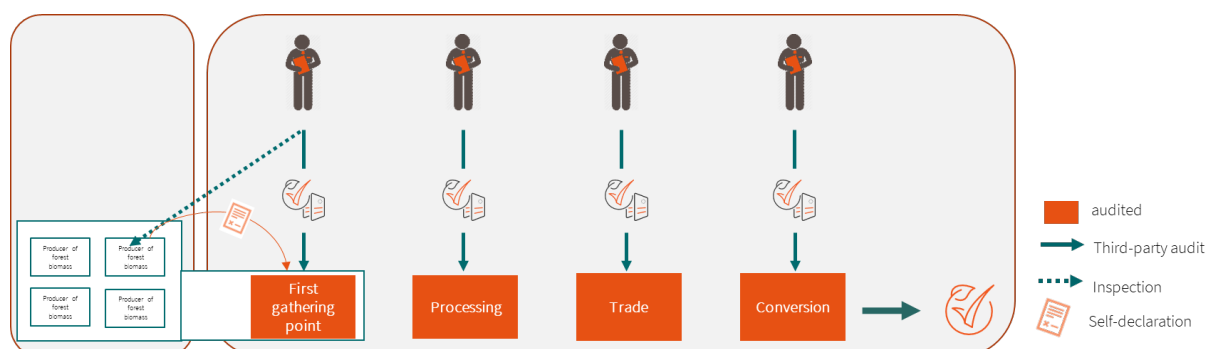 Producer of
forest
biomass
Producer of
forest
biomass
Producer of
forest
biomass
Producer of
forest
biomass
First
gathering
point
Processing
Trade
Conversion
audited
Third-party audit
Inspection
Self-declaration